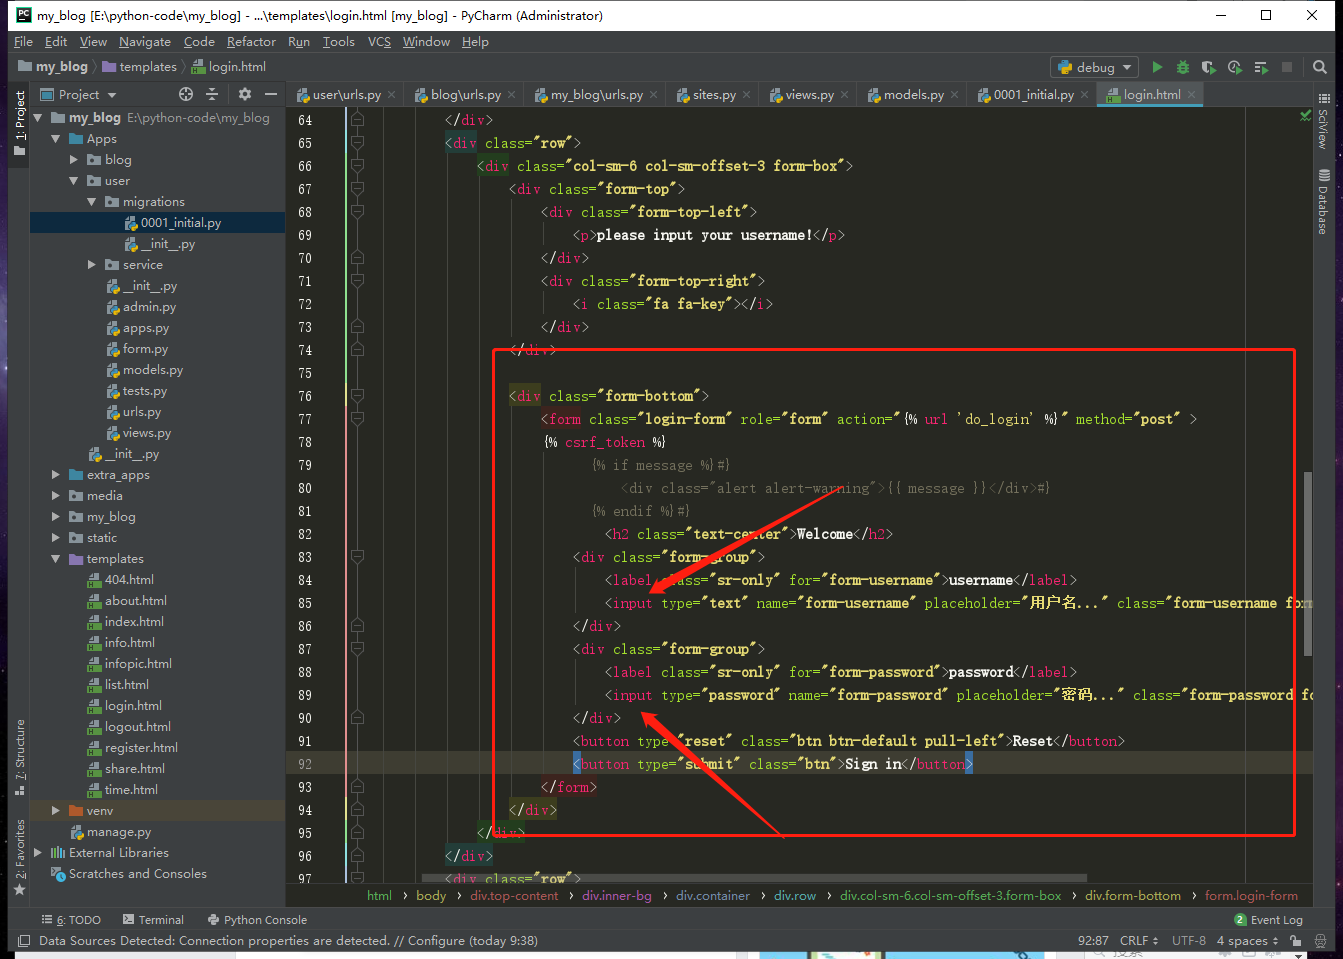 my_blog [E:\python-code\my_blog] - ...\templates\login.html [my_blog] - PyCharm (Administrator)
File Edit View Navigate Code Refactor Run Tools VCS Window Help
my_blog templates login.html debug
Project
user\urls.py blog\urls.py my_blog\urls.py sites.py views.py models.py 0001_initial.py login.html
1: Project
7: Structure
2: Favorites
my_blog E:\python-code\my_blog
Apps
blog
user
migrations
0001_initial.py
__init__.py
service
__init__.py
admin.py
apps.py
form.py
models.py
tests.py
urls.py
views.py
__init__.py
extra_apps
media
my_blog
static
templates
404.html
about.html
index.html
info.html
infopic.html
list.html
login.html
logout.html
register.html
share.html
time.html
venv
manage.py
External Libraries
Scratches and Consoles
64 </div>
65 <div class="row">
66 <div class="col-sm-6 col-sm-offset-3 form-box">
67 <div class="form-top">
68 <div class="form-top-left">
69 <p>please input your username!</p>
70 </div>
71 <div class="form-top-right">
72 <i class="fa fa-key"></i>
73 </div>
74 </div>
75
76 <div class="form-bottom">
77 <form class="login-form" role="form" action="{% url 'do_login' %}" method="post" >
78 {% csrf_token %}
79 {% if message %}#}
80 <div class="alert alert-warning">{{ message }}</div>#}
81 {% endif %}#}
82 <h2 class="text-center">Welcome</h2>
83 <div class="form-group">
84 <label class="sr-only" for="form-username">username</label>
85 <input type="text" name="form-username" placeholder="用户名..." class="form-username for
86 </div>
87 <div class="form-group">
88 <label class="sr-only" for="form-password">password</label>
89 <input type="password" name="form-password" placeholder="密码..." class="form-password fo
90 </div>
91 <button type="reset" class="btn btn-default pull-left">Reset</button>
92 <button type="submit" class="btn">Sign in</button>
93 </form>
94 </div>
95 </div>
96 </div>
97 <div class="row">
SciView
Database
html body div.top-content div.inner-bg div.container div.row div.col-sm-6.col-sm-offset-3.form-box div.form-bottom form.login-form
6: TODO Terminal Python Console 2 Event Log
Data Sources Detected: Connection properties are detected. // Configure (today 9:38) 92:87 CRLF UTF-8 4 spaces